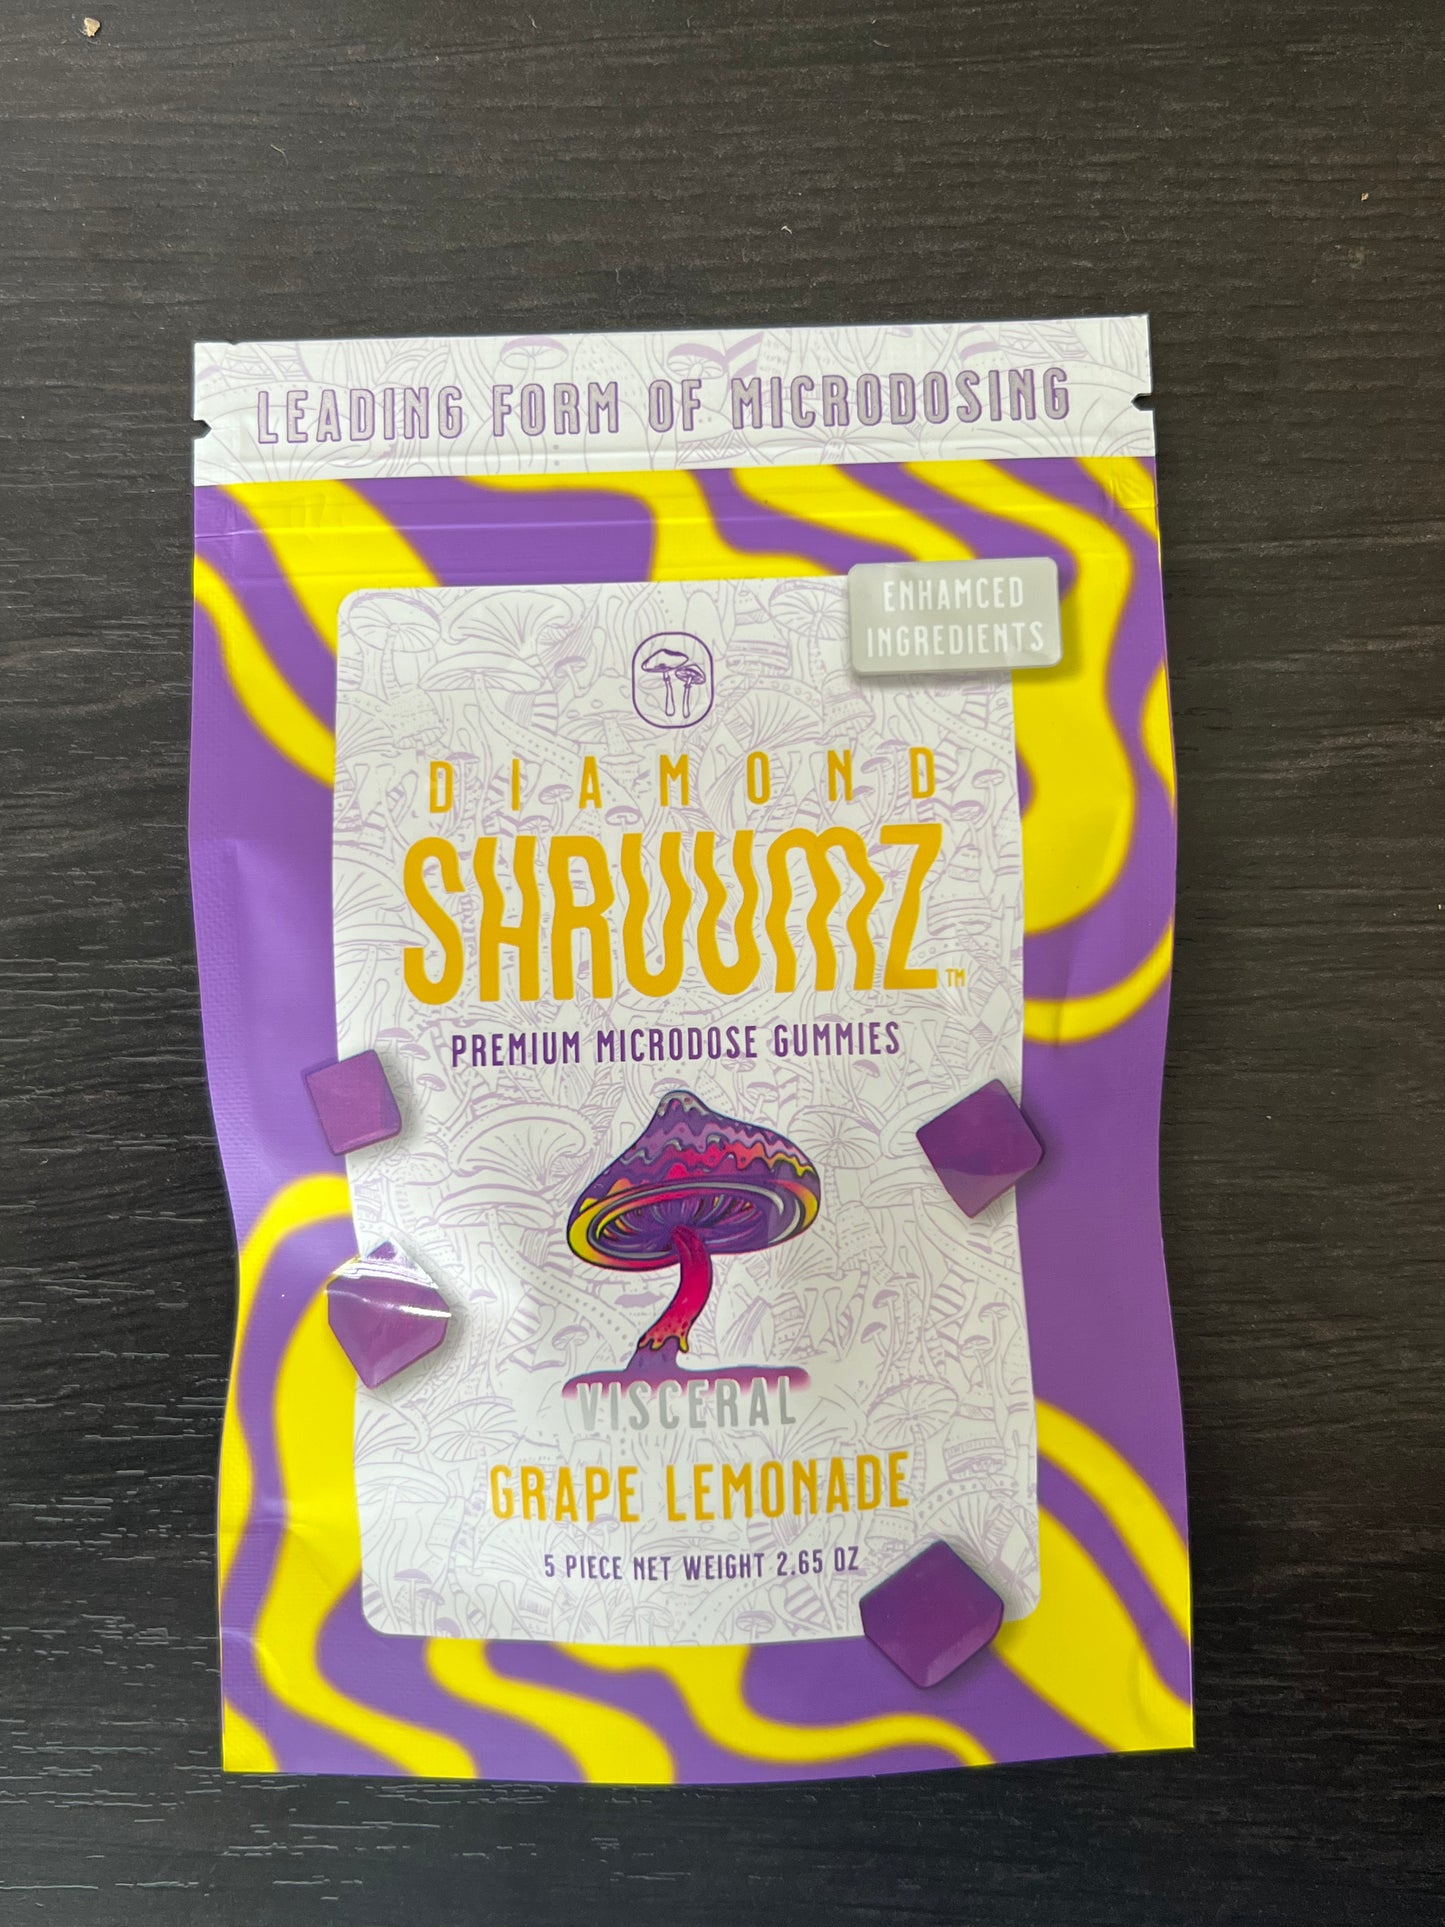 LEADING FORM OF MICRODOSING
ENHAMCED
INGREDIENTS
DIAMOND
SHRUUMZ™
PREMIUM MICRODOSE GUMMIES
VISCERAL
GRAPE LEMONADE
5 PIECE NET WEIGHT 2.65 OZ